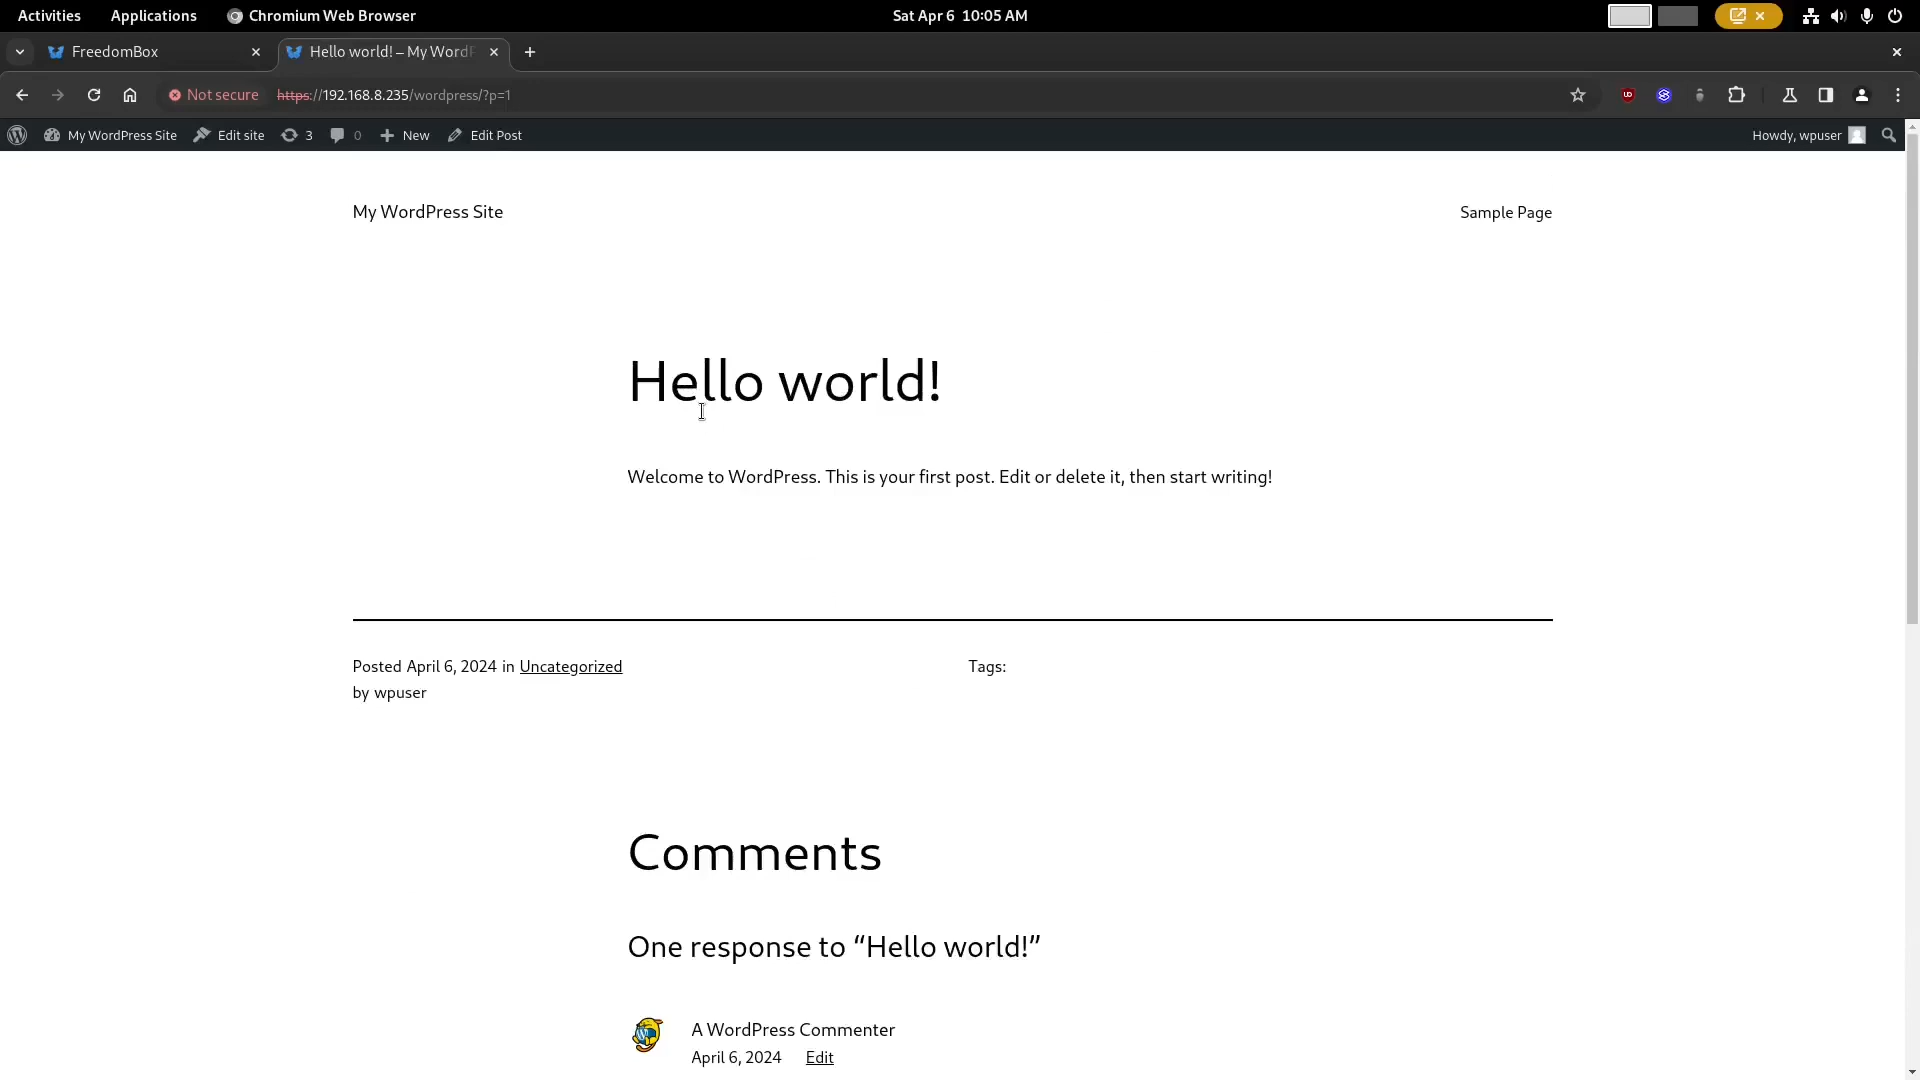 Activities Applications Chromium Web Browser Sat Apr 6 10:05 AM
FreedomBox Hello world! – My WordP
Not secure https://192.168.8.235/wordpress/?p=1
My WordPress Site Edit site 3 0 New Edit Post Howdy, wpuser
My WordPress Site Sample Page
Hello world!
Welcome to WordPress. This is your first post. Edit or delete it, then start writing!
Posted April 6, 2024 in Uncategorized Tags:
by wpuser
Comments
One response to “Hello world!”
A WordPress Commenter
April 6, 2024 Edit